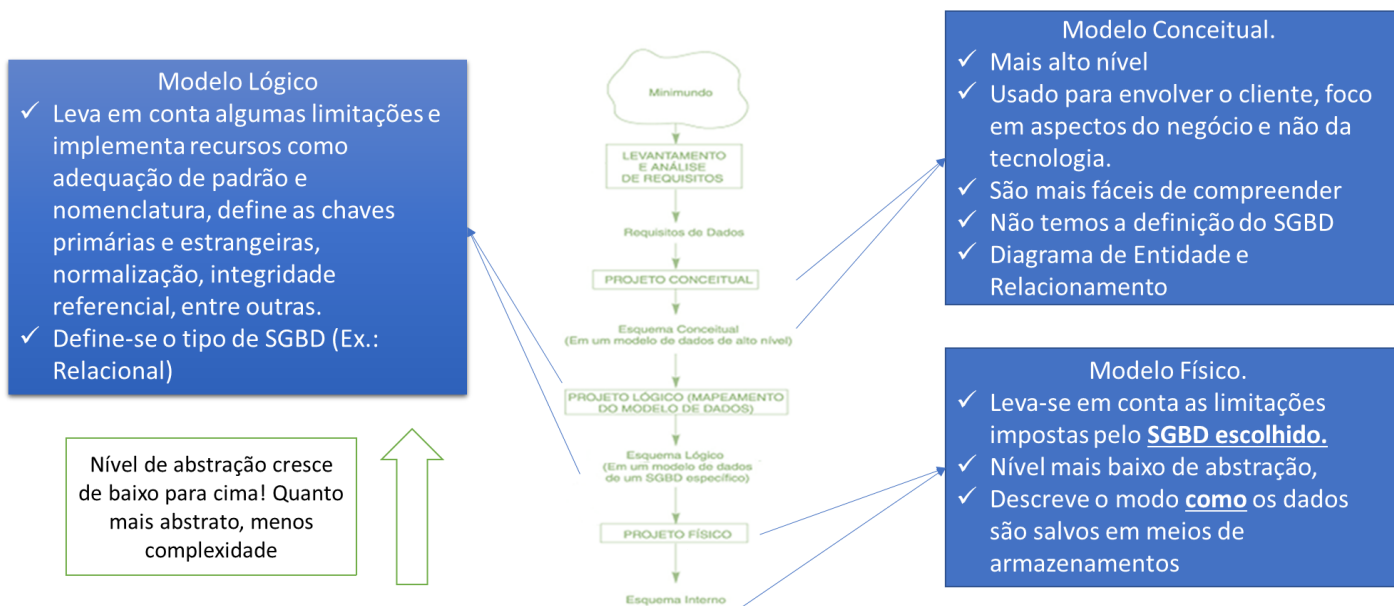 Modelo Lógico
✓ Leva em conta algumas limitações e
implementa recursos como
adequação de padrão e
nomenclatura, define as chaves
primárias e estrangeiras,
normalização, integridade
referencial, entre outras.
✓ Define-se o tipo de SGBD (Ex.:
Relacional)
Nível de abstração cresce
de baixo para cima! Quanto
mais abstrato, menos
complexidade
Minimundo
LEVANTAMENTO
E ANÁLISE
DE REQUISITOS
Requisitos de Dados
PROJETO CONCEITUAL
Esquema Conceitual
(Em um modelo de dados de alto nível)
PROJETO LÓGICO (MAPEAMENTO
DO MODELO DE DADOS)
Esquema Lógico
(Em um modelo de dados
de um SGBD específico)
PROJETO FÍSICO
Esquema Interno
Modelo Conceitual.
✓ Mais alto nível
✓ Usado para envolver o cliente, foco
em aspectos do negócio e não da
tecnologia.
✓ São mais fáceis de compreender
✓ Não temos a definição do SGBD
✓ Diagrama de Entidade e
Relacionamento
Modelo Físico.
✓ Leva-se em conta as limitações
impostas pelo SGBD escolhido.
✓ Nível mais baixo de abstração,
✓ Descreve o modo como os dados
são salvos em meios de
armazenamentos